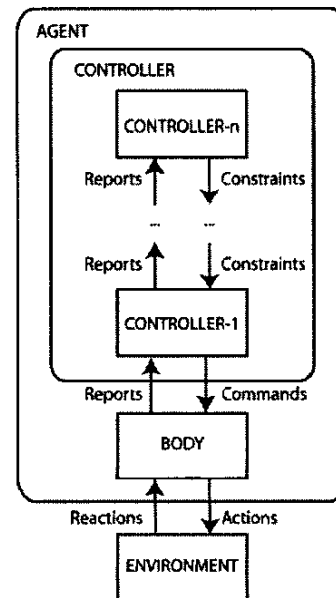 AGENT
CONTROLLER
CONTROLLER-n
Reports Constraints
... ...
Reports Constraints
CONTROLLER-1
Reports Commands
BODY
Reactions Actions
ENVIRONMENT